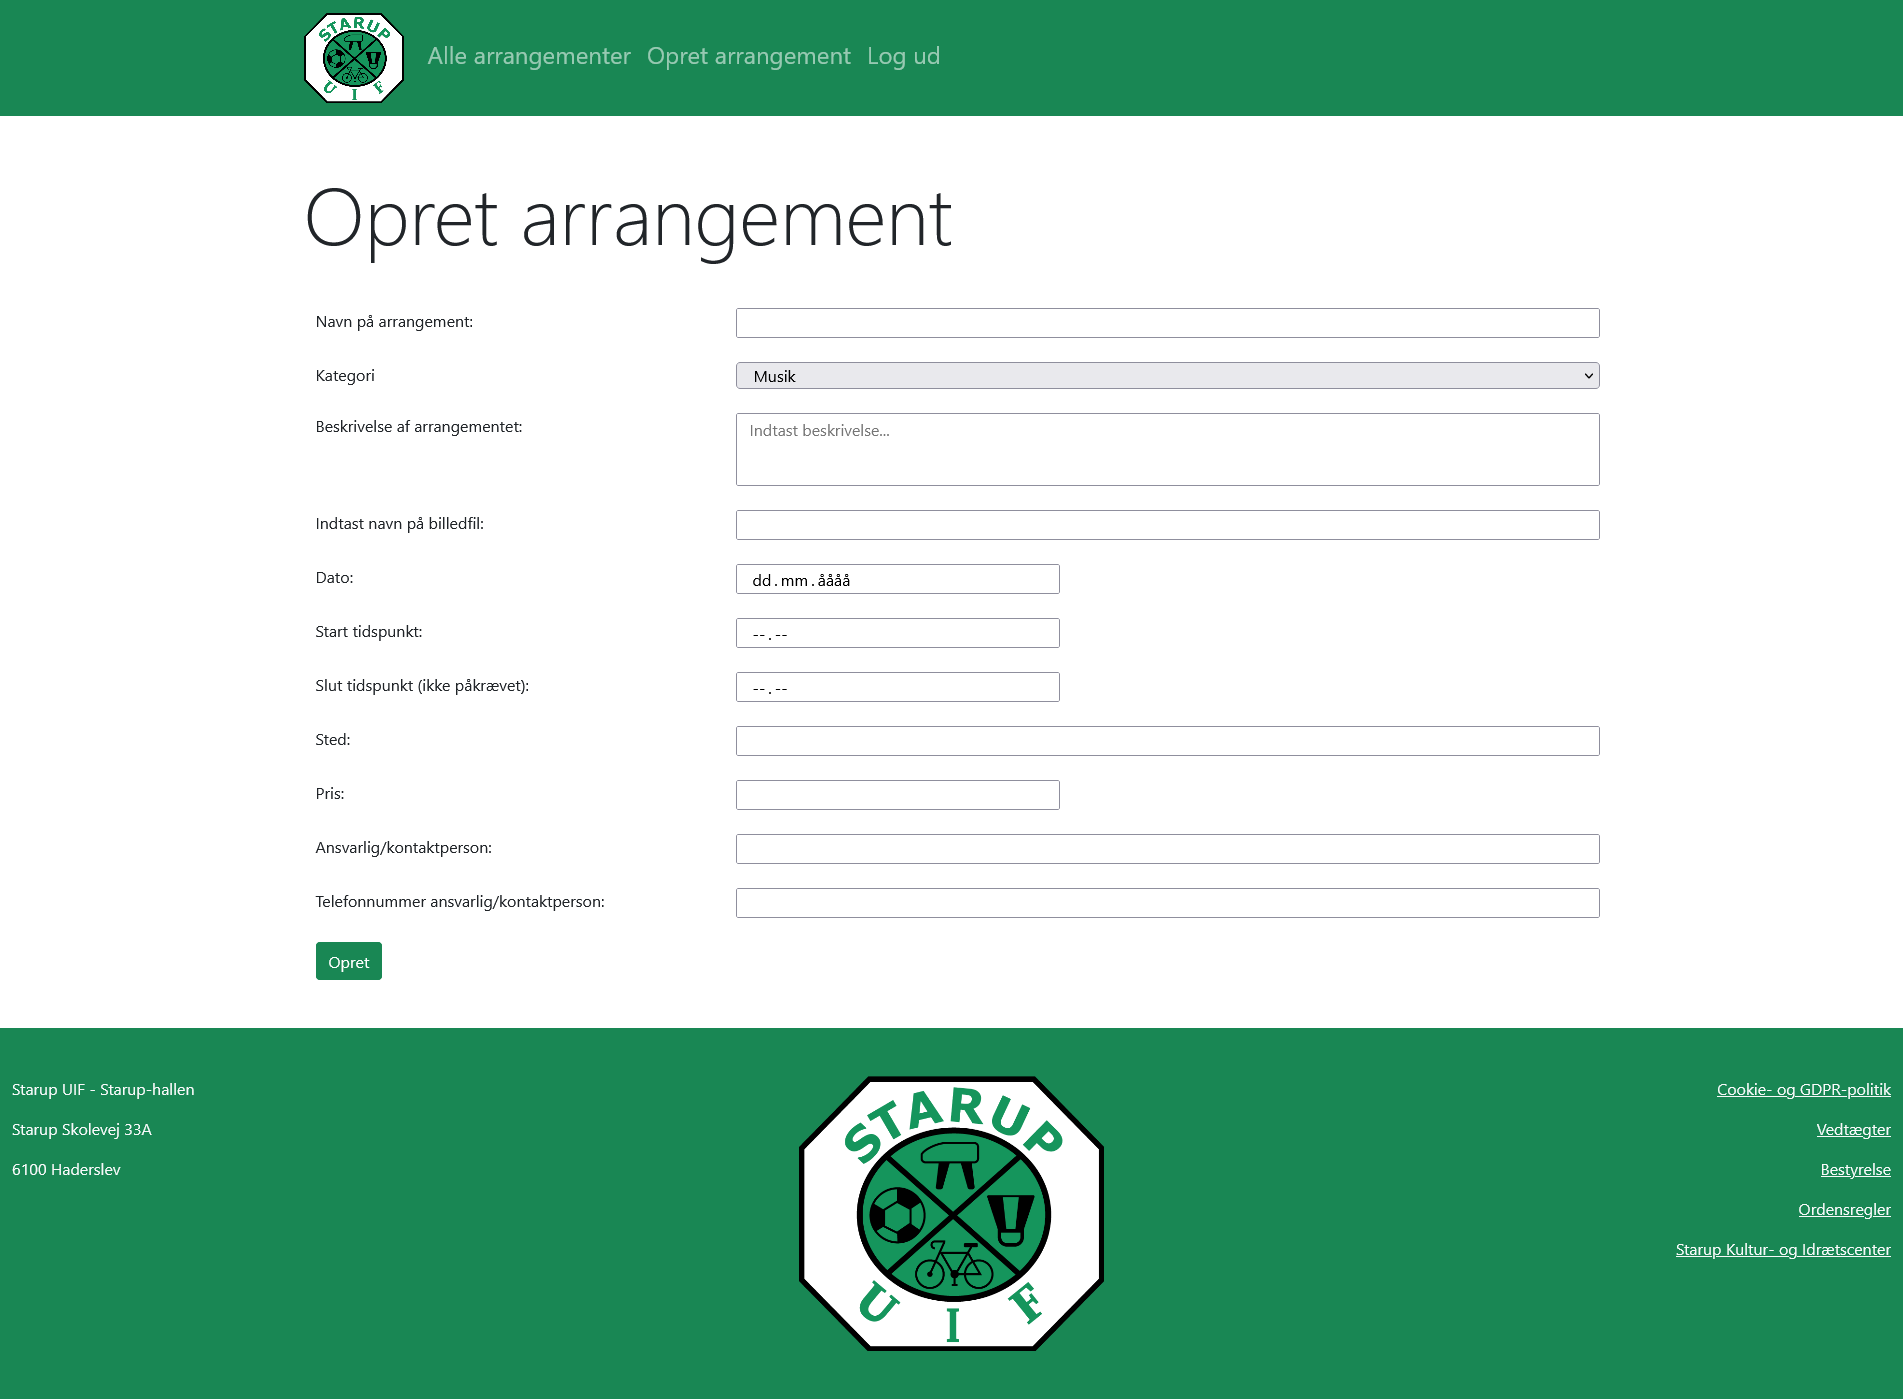 STARUP
U I F
Alle arrangementer
Opret arrangement
Log ud
Opret arrangement
Navn på arrangement:
Kategori
Musik
Beskrivelse af arrangementet:
Indtast beskrivelse...
Indtast navn på billedfil:
Dato:
dd.mm.åååå
Start tidspunkt:
--.--
Slut tidspunkt (ikke påkrævet):
--.--
Sted:
Pris:
Ansvarlig/kontaktperson:
Telefonnummer ansvarlig/kontaktperson:
Opret
Starup UIF - Starup-hallen
Starup Skolevej 33A
6100 Haderslev
STARUP
U I F
Cookie- og GDPR-politik
Vedtægter
Bestyrelse
Ordensregler
Starup Kultur- og Idrætscenter